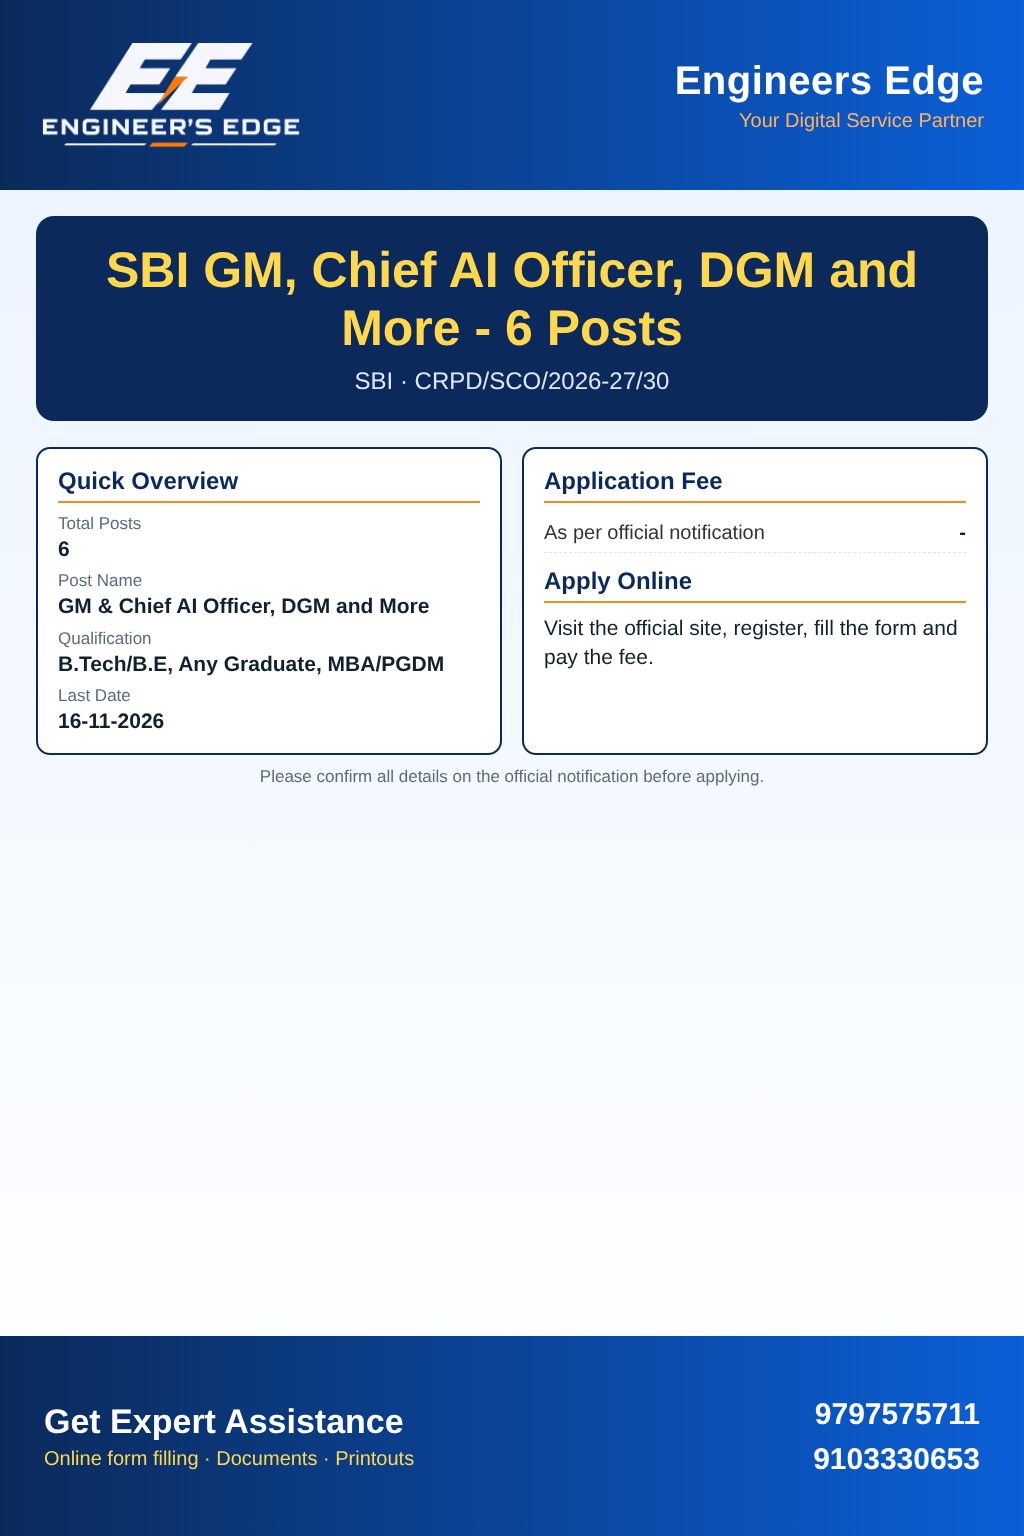 EE
ENGINEER'S EDGE
Engineers Edge
Your Digital Service Partner
SBI GM, Chief AI Officer, DGM and
More - 6 Posts
SBI · CRPD/SCO/2026-27/30
Quick Overview
Total Posts
6
Post Name
GM & Chief AI Officer, DGM and More
Qualification
B.Tech/B.E, Any Graduate, MBA/PGDM
Last Date
16-11-2026
Application Fee
As per official notification -
Apply Online
Visit the official site, register, fill the form and
pay the fee.
Please confirm all details on the official notification before applying.
Get Expert Assistance
Online form filling · Documents · Printouts
9797575711
9103330653